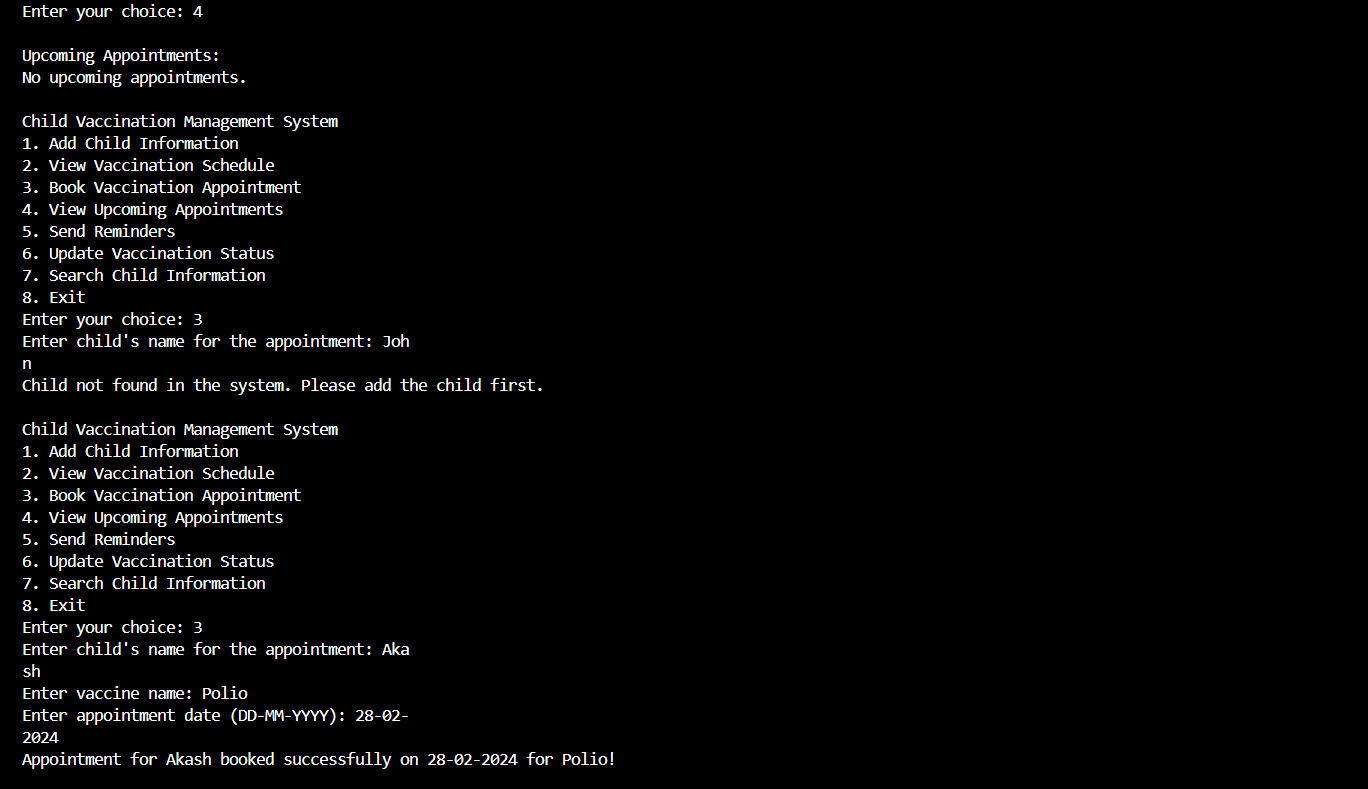 Enter your choice: 4
Upcoming Appointments:
No upcoming appointments.
Child Vaccination Management System
1. Add Child Information
2. View Vaccination Schedule
3. Book Vaccination Appointment
4. View Upcoming Appointments
5. Send Reminders
6. Update Vaccination Status
7. Search Child Information
8. Exit
Enter your choice: 3
Enter child's name for the appointment: Joh
n
Child not found in the system. Please add the child first.
Child Vaccination Management System
1. Add Child Information
2. View Vaccination Schedule
3. Book Vaccination Appointment
4. View Upcoming Appointments
5. Send Reminders
6. Update Vaccination Status
7. Search Child Information
8. Exit
Enter your choice: 3
Enter child's name for the appointment: Aka
sh
Enter vaccine name: Polio
Enter appointment date (DD-MM-YYYY): 28-02-
2024
Appointment for Akash booked successfully on 28-02-2024 for Polio!